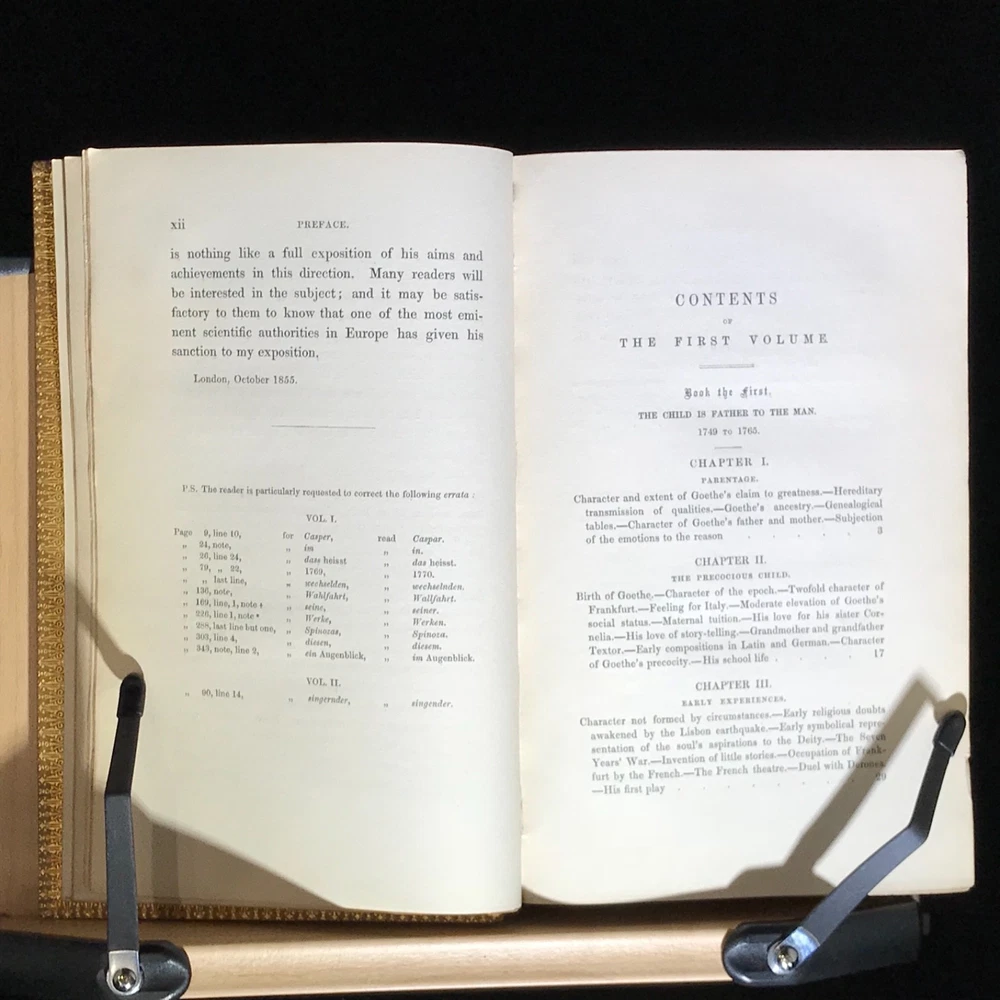 xii PREFACE.
is nothing like a full exposition of his aims and
achievements in this direction. Many readers will
be interested in the subject; and it may be satis-
factory to them to know that one of the most emi-
nent scientific authorities in Europe has given his
sanction to my exposition,
London, October 1855.
P.S. The reader is particularly requested to correct the following errata:
VOL. I.
Page 9, line 10, for Casper, read Caspar.
„ 24, note, „ im „ in.
„ 26, line 24, „ dass heisst „ das heisst.
„ 79, „ 22, „ 1769, „ 1770.
„ „ last line, „ wechselden, „ wechselnden.
„ 136, note, „ Wahlfahrt, „ Wallfahrt.
„ 169, line, 1, note „ seine, „ seiner.
„ 226, line 1, note * „ Werke, „ Werken.
„ 288, last line but one, „ Spinozas, „ Spinoza.
„ 303, line 4, „ diesen, „ diesem.
„ 343, note, line 2, „ ein Augenblick, „ im Augenblick.
VOL. II.
„ 90, line 14, „ singernder, „ singender.
CONTENTS
OF
THE FIRST VOLUME
Book the First.
THE CHILD IS FATHER TO THE MAN.
1749 TO 1765.
CHAPTER I.
PARENTAGE.
Character and extent of Goethe's claim to greatness.—Hereditary
transmission of qualities.—Goethe's ancestry.—Genealogical
tables.—Character of Goethe's father and mother.—Subjection
of the emotions to the reason . . . . . 3
CHAPTER II.
THE PRECOCIOUS CHILD.
Birth of Goethe.—Character of the epoch.—Twofold character of
Frankfurt.—Feeling for Italy.—Moderate elevation of Goethe's
social status.—Maternal tuition.—His love for his sister Cor-
nelia.—His love of story-telling.—Grandmother and grandfather
Textor.—Early compositions in Latin and German.—Character
of Goethe's precocity.—His school life . . . . . 17
CHAPTER III.
EARLY EXPERIENCES.
Character not formed by circumstances.—Early religious doubts
awakened by the Lisbon earthquake.—Early symbolical repre-
sentation of the soul's aspirations to the Deity.—The Seven
Years' War.—Invention of little stories.—Occupation of Frank-
furt by the French.—The French theatre.—Duel with Derones.
—His first play . . . . . . . 29